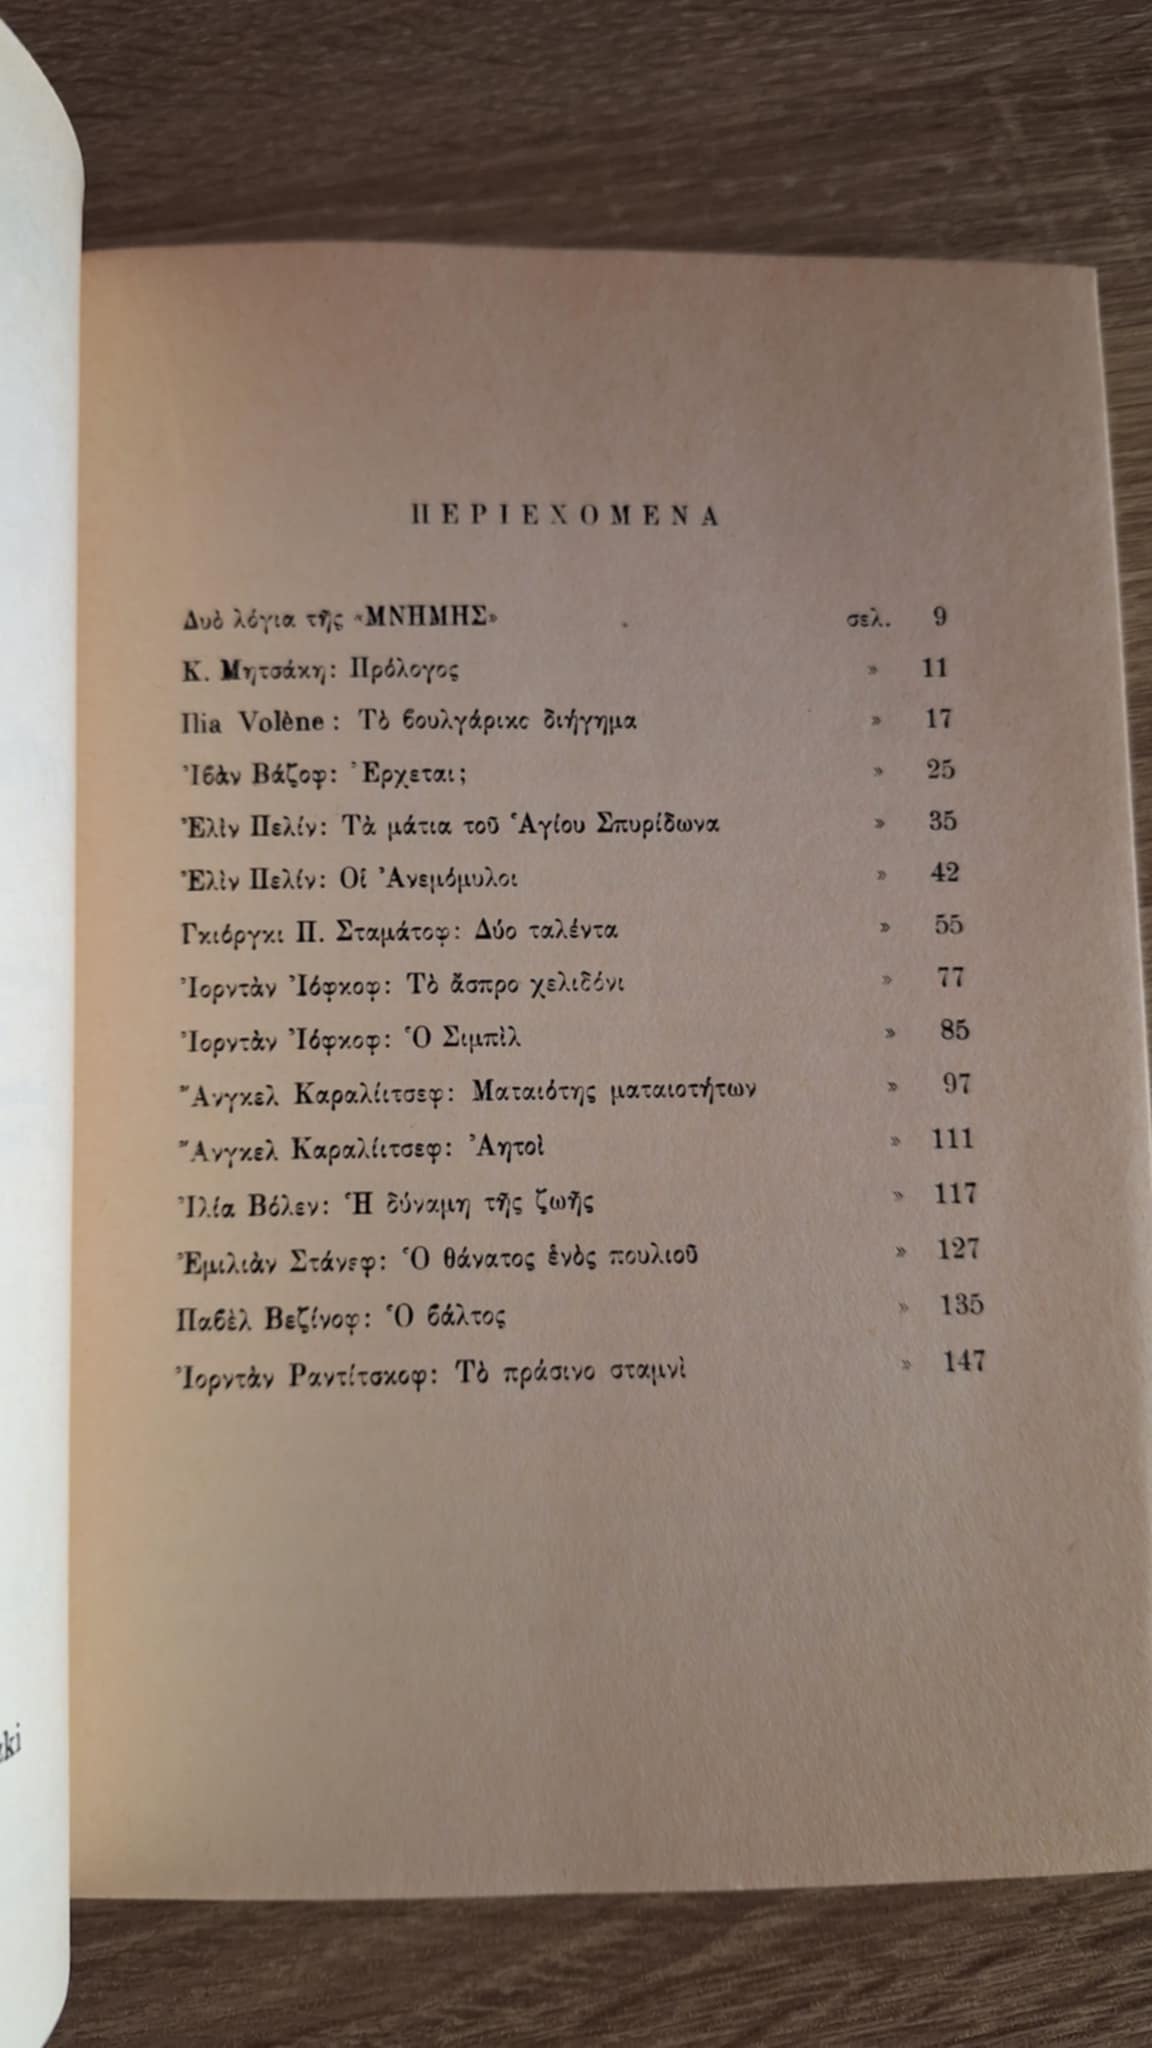 ΠΕΡΙΕΧΟΜΕΝΑ
Δυὸ λόγια τῆς «ΜΝΗΜΗΣ» σελ. 9
Κ. Μητσάκη: Πρόλογος » 11
Ilia Volène: Τὸ βουλγάρικο διήγημα » 17
Ἰβὰν Βάζοφ: Ἔρχεται; » 25
Ἐλὶν Πελίν: Τὰ μάτια τοῦ Ἁγίου Σπυρίδωνα » 35
Ἐλὶν Πελίν: Οἱ Ἀνεμόμυλοι » 42
Γκιόργκι Π. Σταμάτοφ: Δύο ταλέντα » 55
Ἰορντὰν Ἰόφκοφ: Τὸ ἄσπρο χελιδόνι » 77
Ἰορντὰν Ἰόφκοφ: Ὁ Σιμπὶλ » 85
Ἄνγκελ Καραλίιτσεφ: Ματαιότης ματαιοτήτων » 97
Ἄνγκελ Καραλίιτσεφ: Ἀητοὶ » 111
Ἰλία Βόλεν: Ἡ δύναμη τῆς ζωῆς » 117
Ἐμιλιὰν Στάνεφ: Ὁ θάνατος ἑνὸς πουλιοῦ » 127
Παβὲλ Βεζίνοφ: Ὁ βάλτος » 135
Ἰορντὰν Ραντίτσκοφ: Τὸ πράσινο σταμνὶ » 147